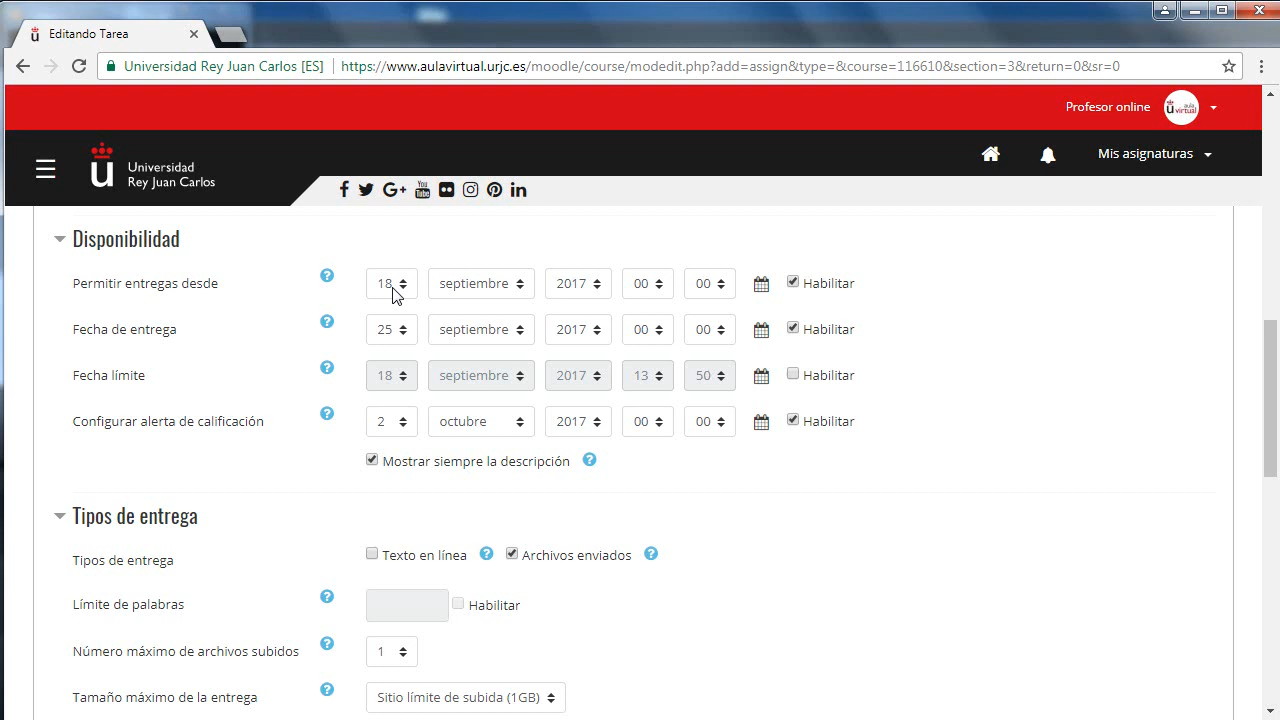 Editando Tarea
Universidad Rey Juan Carlos [ES] https://www.aulavirtual.urjc.es/moodle/course/modedit.php?add=assign&type=&course=116610&section=3&return=0&sr=0
Profesor online
aula virtual
Universidad
Rey Juan Carlos
Mis asignaturas
You Tube
Disponibilidad
Permitir entregas desde ? 18 septiembre 2017 00 00 Habilitar
Fecha de entrega ? 25 septiembre 2017 00 00 Habilitar
Fecha límite ? 18 septiembre 2017 13 50 Habilitar
Configurar alerta de calificación ? 2 octubre 2017 00 00 Habilitar
Mostrar siempre la descripción ?
Tipos de entrega
Tipos de entrega Texto en línea ? Archivos enviados ?
Límite de palabras ? Habilitar
Número máximo de archivos subidos ? 1
Tamaño máximo de la entrega ? Sitio límite de subida (1GB)